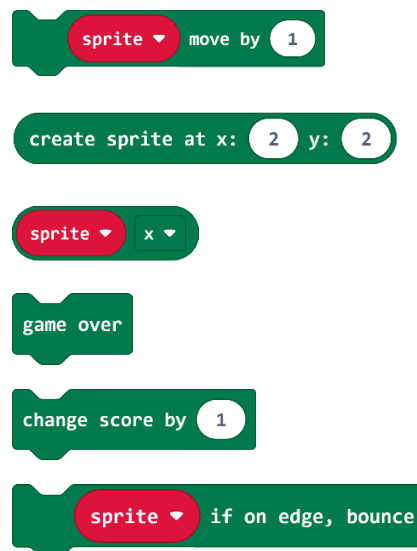 sprite move by 1
create sprite at x: 2 y: 2
sprite x
game over
change score by 1
sprite if on edge, bounce